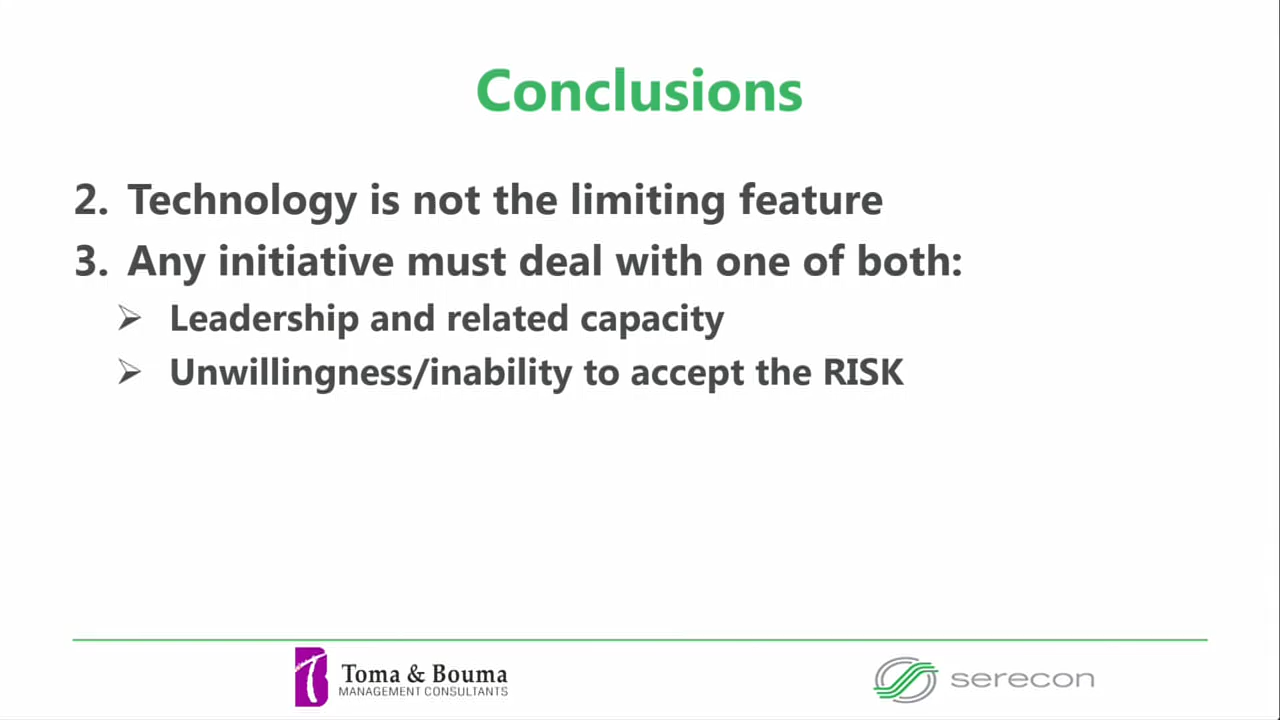 Conclusions
2. Technology is not the limiting feature
3. Any initiative must deal with one of both:
➢ Leadership and related capacity
➢ Unwillingness/inability to accept the RISK
Toma & Bouma
MANAGEMENT CONSULTANTS
serecon